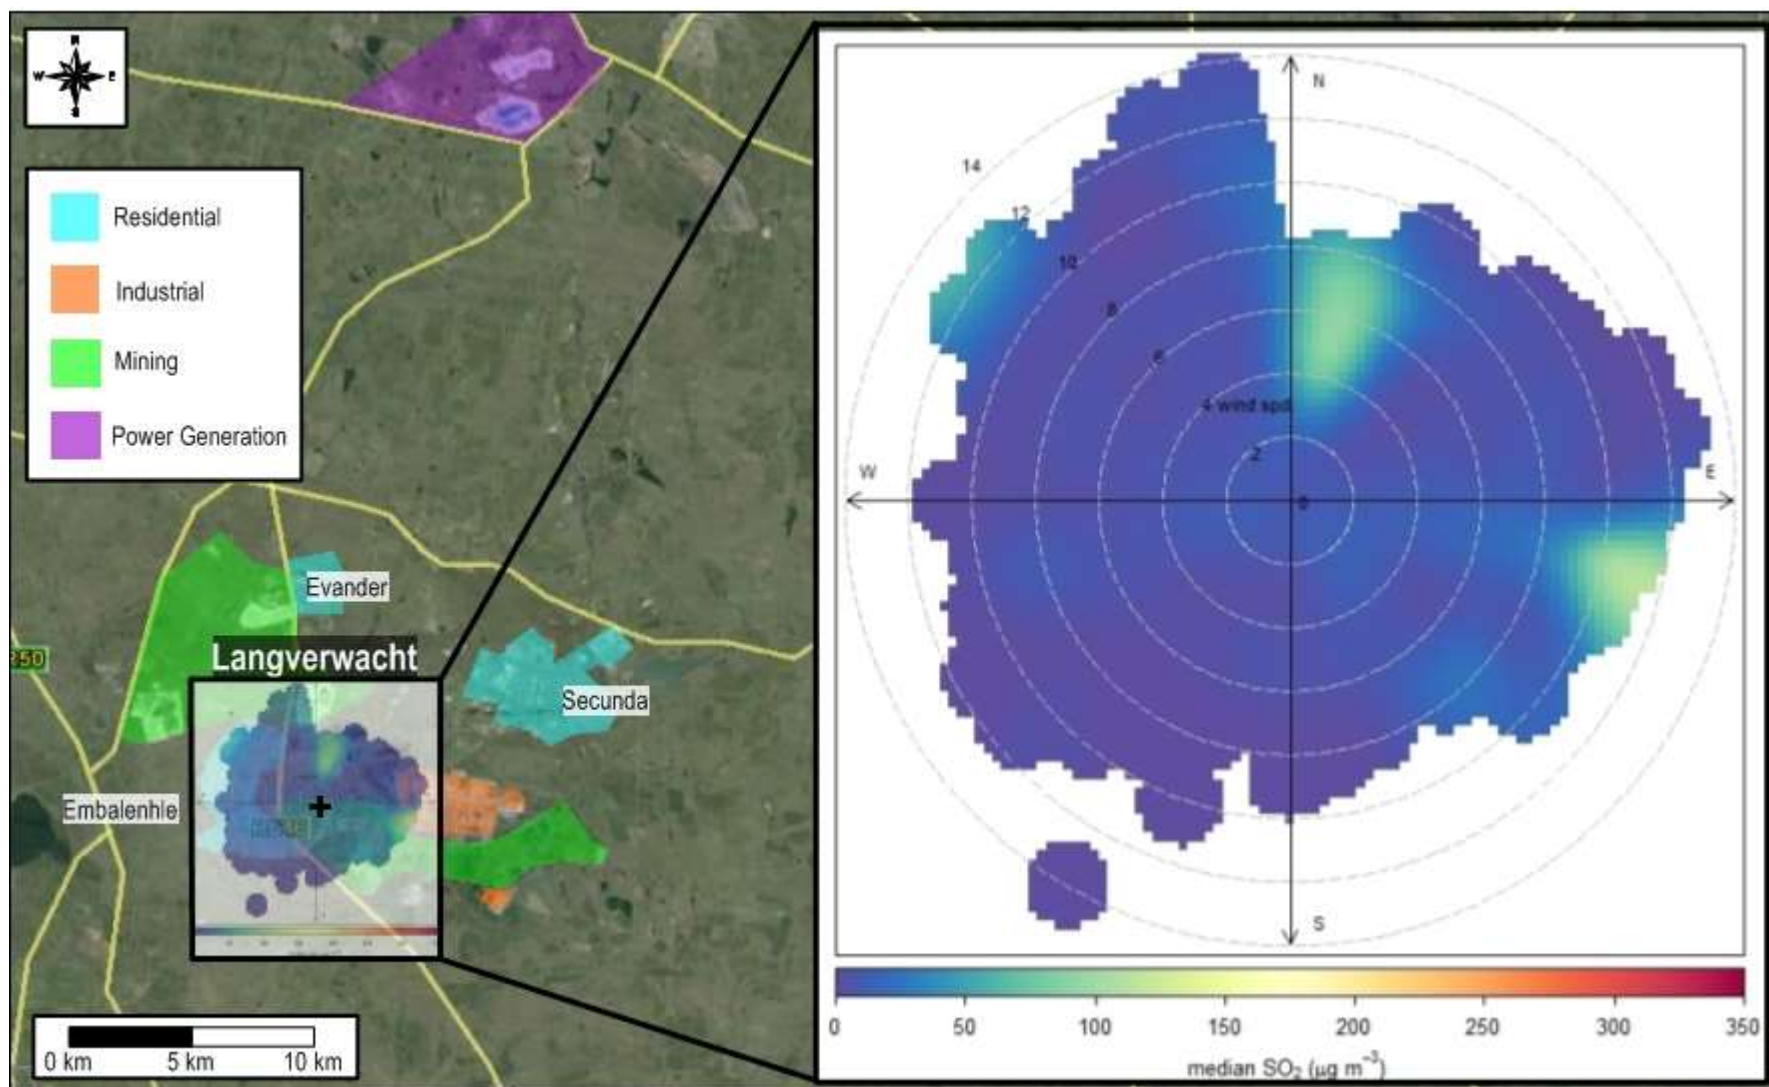 N
W E
S
Residential
Industrial
Mining
Power Generation
Evander
Langverwacht
Secunda
Embalenhle
0 km 5 km 10 km
N
14
12
10
8
6
4 wind spd
2
0
W
E
S
0 50 100 150 200 250 300 350
median SO₂ (μg m⁻³)